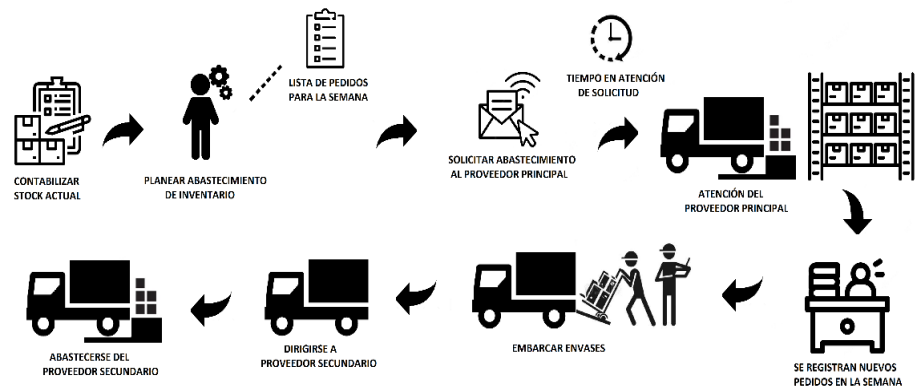 LISTA DE PEDIDOS
PARA LA SEMANA
TIEMPO EN ATENCIÓN
DE SOLICITUD
CONTABILIZAR
STOCK ACTUAL
PLANEAR ABASTECIMIENTO
DE INVENTARIO
SOLICITAR ABASTECIMIENTO
AL PROVEEDOR PRINCIPAL
ATENCIÓN DEL
PROVEEDOR PRINCIPAL
SE REGISTRAN NUEVOS
PEDIDOS EN LA SEMANA
EMBARCAR ENVASES
DIRIGIRSE A
PROVEEDOR SECUNDARIO
ABASTECERSE DEL
PROVEEDOR SECUNDARIO